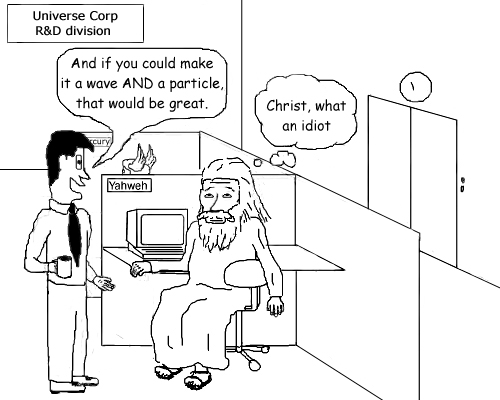 Universe Corp
R&D division
And if you could make
it a wave AND a particle,
that would be great.
Christ, what
an idiot
Yahweh